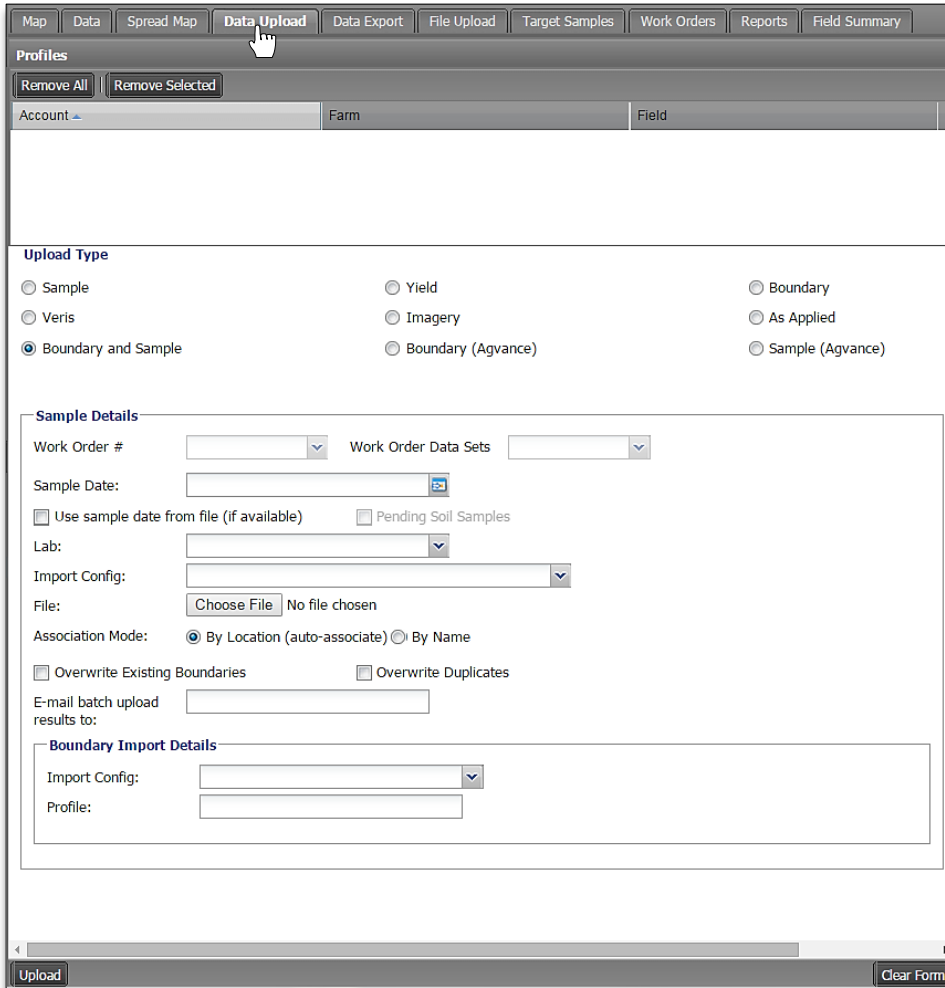 Map Data Spread Map Data Upload Data Export File Upload Target Samples Work Orders Reports Field Summary
Profiles
Remove All Remove Selected
Account Farm Field
Upload Type
Sample Yield Boundary
Veris Imagery As Applied
Boundary and Sample Boundary (Agvance) Sample (Agvance)
Sample Details
Work Order # Work Order Data Sets
Sample Date:
Use sample date from file (if available) Pending Soil Samples
Lab:
Import Config:
File: Choose File No file chosen
Association Mode: By Location (auto-associate) By Name
Overwrite Existing Boundaries Overwrite Duplicates
E-mail batch upload
results to:
Boundary Import Details
Import Config:
Profile:
Upload Clear Form